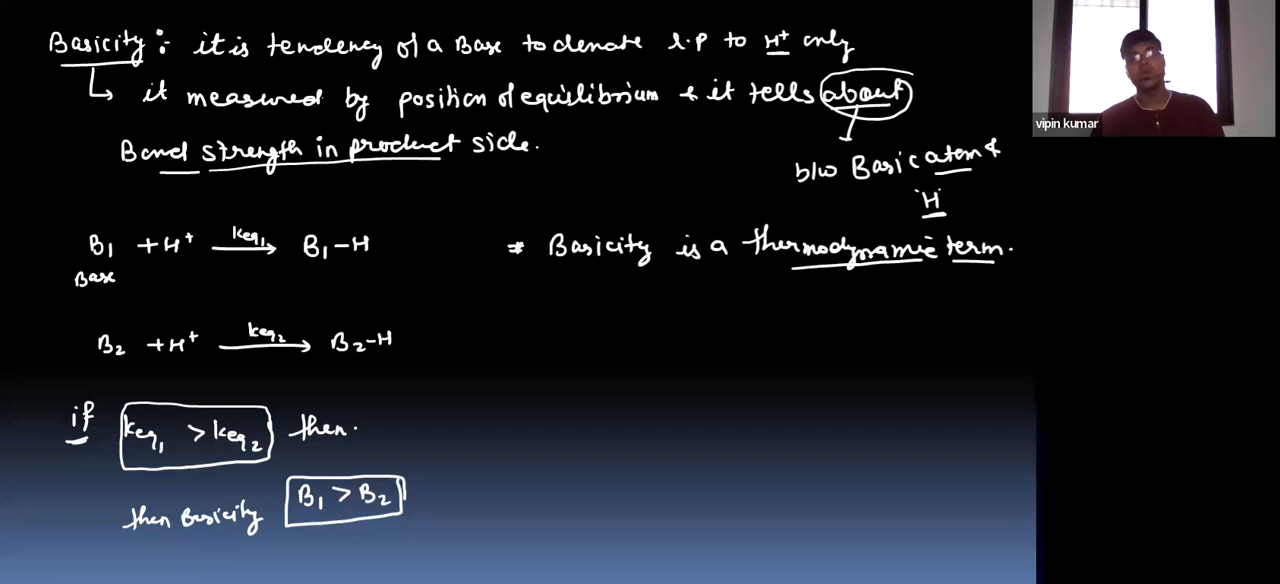 Basicity :- it is tendency of a Base to donate l.p to H⁺ only
↳ it measured by position of equilibrium & it tells about
Bond strength in product side.
b/w Basic atom &
'H'
B₁ + H⁺ —keq₁→ B₁-H
Base
* Basicity is a thermodynamic term.
B₂ + H⁺ —keq₂→ B₂-H
if keq₁ > keq₂ then.
then Basicity B₁ > B₂
vipin kumar